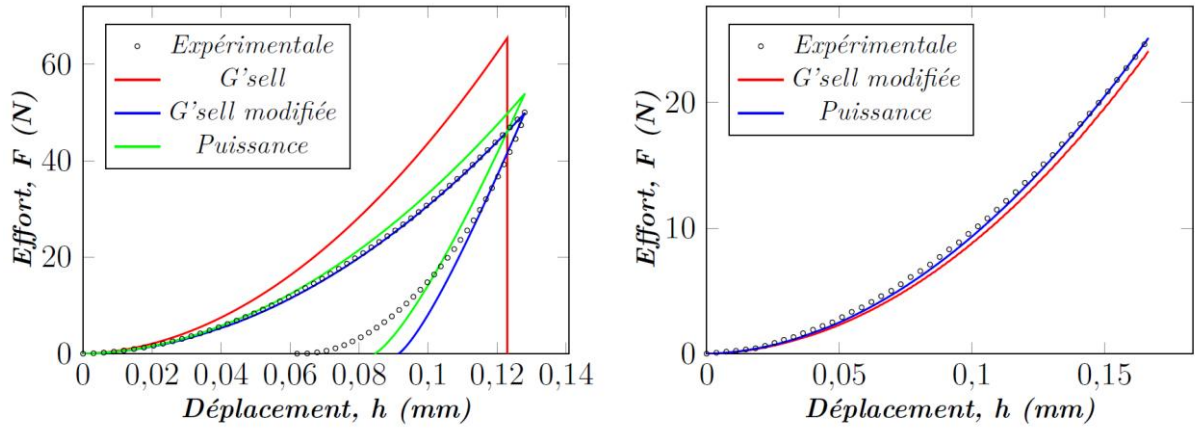 Expérimentale
G'sell
G'sell modifiée
Puissance
Effort, F (N)
60
40
20
0
0 0,02 0,04 0,06 0,08 0,1 0,12 0,14
Déplacement, h (mm)
Expérimentale
G'sell modifiée
Puissance
Effort, F (N)
20
10
0
0 0,05 0,1 0,15
Déplacement, h (mm)